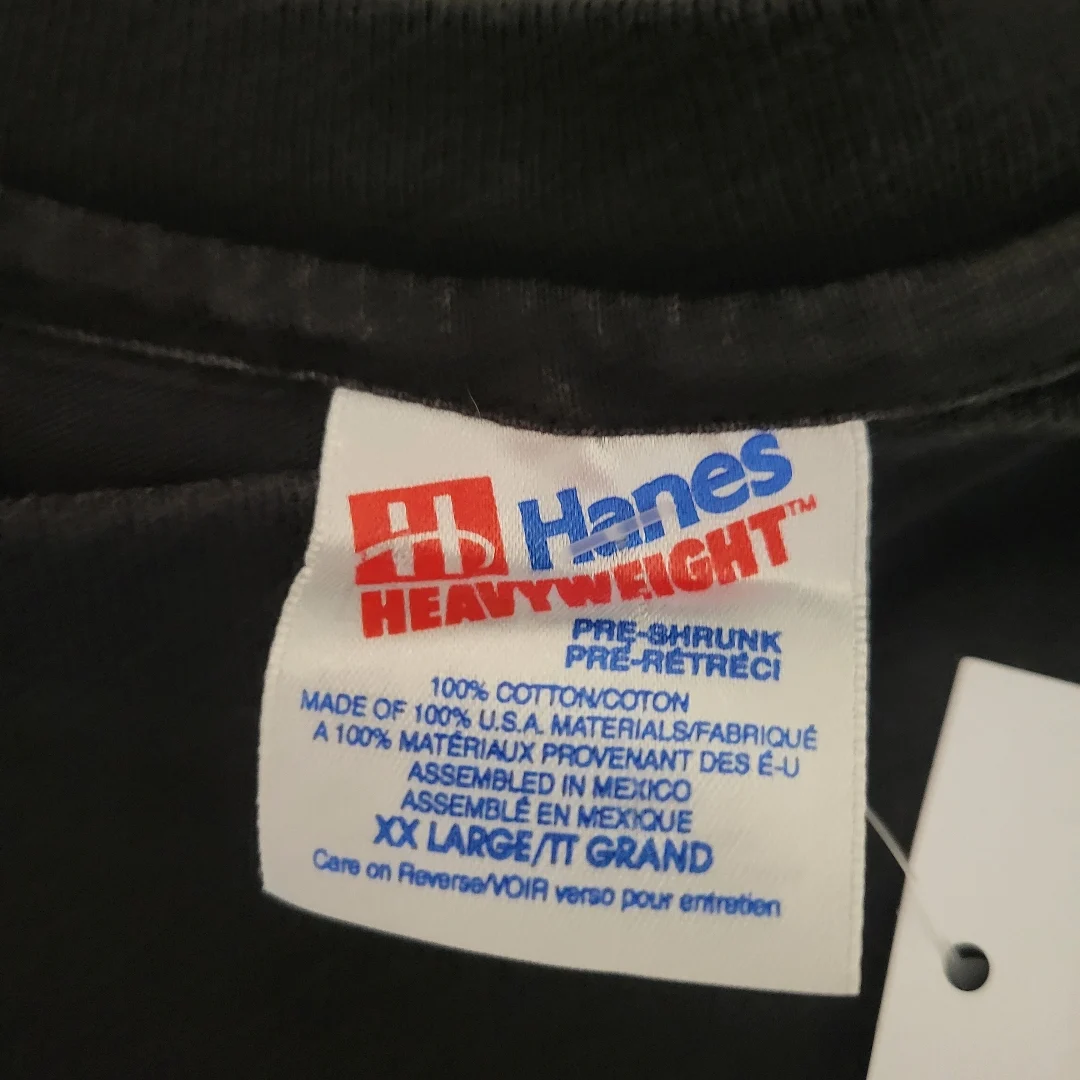 H Hanes
HEAVYWEIGHT™
PRE-SHRUNK
PRÉ-RÉTRÉCI
100% COTTON/COTON
MADE OF 100% U.S.A. MATERIALS/FABRIQUÉ
A 100% MATÉRIAUX PROVENANT DES É-U
ASSEMBLED IN MEXICO
ASSEMBLÉ EN MEXIQUE
XX LARGE/TT GRAND
Care on Reverse/VOIR verso pour entretien